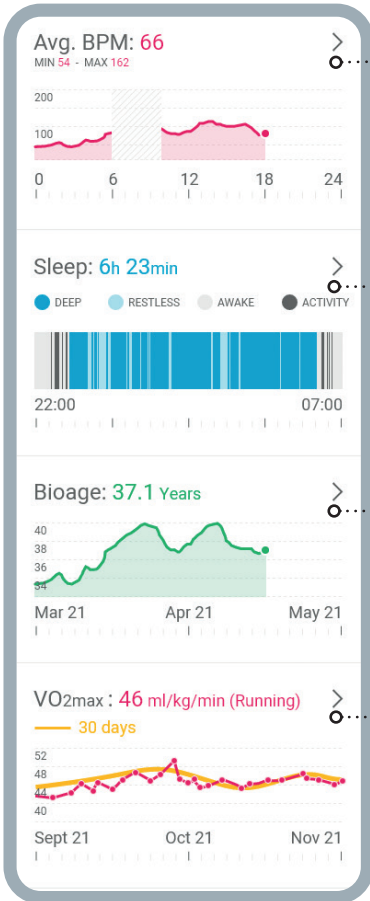 Avg. BPM: 66
MIN 54 - MAX 162
200
100
0 6 12 18 24
Sleep: 6h 23min
DEEP RESTLESS AWAKE ACTIVITY
22:00 07:00
Bioage: 37.1 Years
40
38
36
34
Mar 21 Apr 21 May 21
VO2max : 46 ml/kg/min (Running)
30 days
52
48
44
40
Sept 21 Oct 21 Nov 21